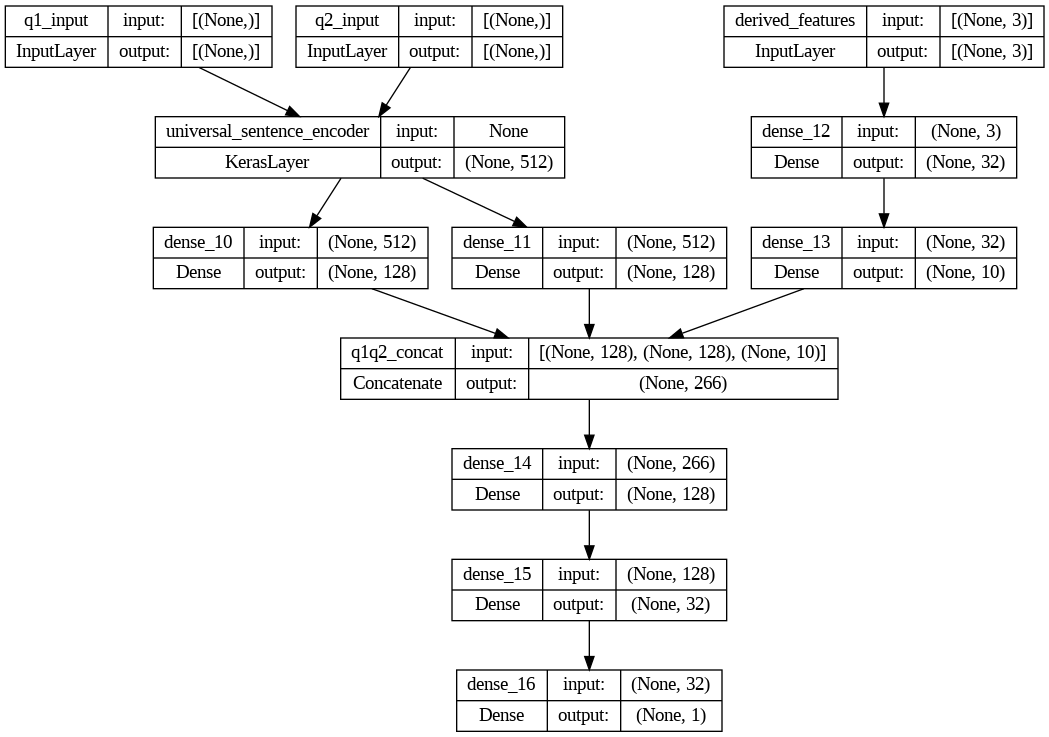 q1_input input: [(None,)]
InputLayer output: [(None,)]
q2_input input: [(None,)]
InputLayer output: [(None,)]
derived_features input: [(None, 3)]
InputLayer output: [(None, 3)]
universal_sentence_encoder input: None
KerasLayer output: (None, 512)
dense_12 input: (None, 3)
Dense output: (None, 32)
dense_10 input: (None, 512)
Dense output: (None, 128)
dense_11 input: (None, 512)
Dense output: (None, 128)
dense_13 input: (None, 32)
Dense output: (None, 10)
q1q2_concat input: [(None, 128), (None, 128), (None, 10)]
Concatenate output: (None, 266)
dense_14 input: (None, 266)
Dense output: (None, 128)
dense_15 input: (None, 128)
Dense output: (None, 32)
dense_16 input: (None, 32)
Dense output: (None, 1)